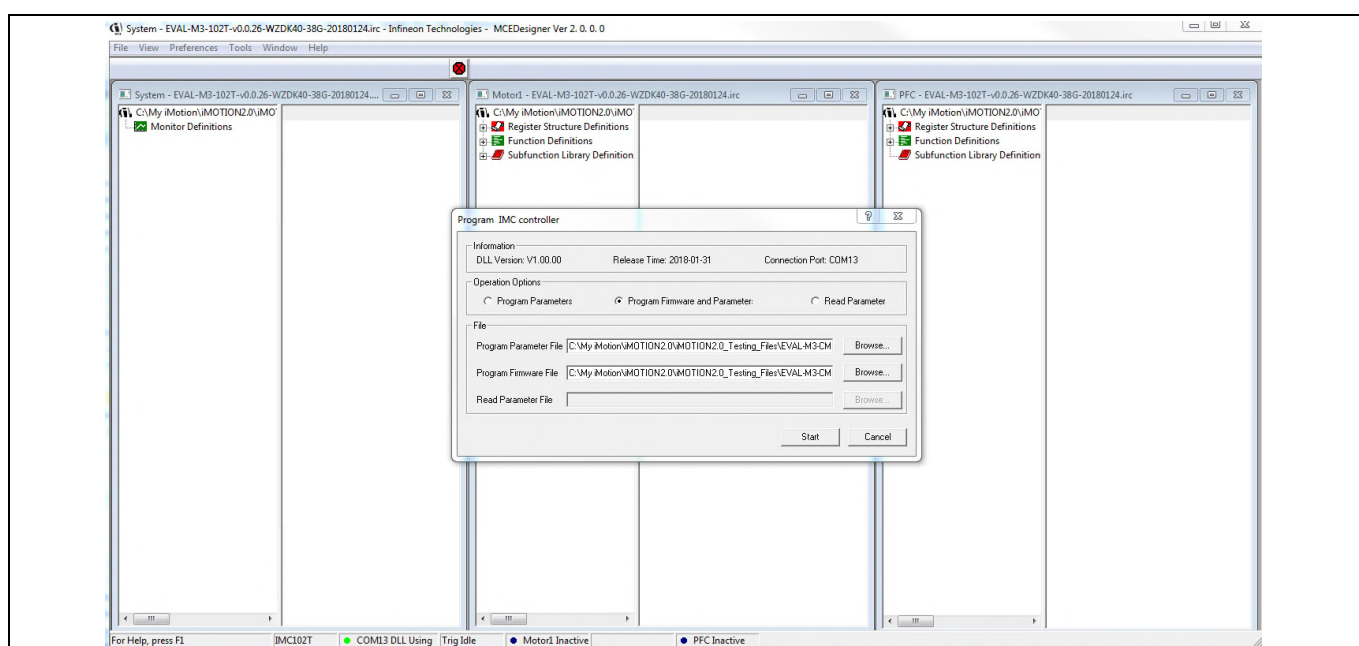 System - EVAL-M3-102T-v0.0.26-WZDK40-38G-20180124.irc - Infineon Technologies - MCEDesigner Ver 2. 0. 0. 0
File View Preferences Tools Window Help
System - EVAL-M3-102T-v0.0.26-WZDK40-38G-20180124....
C:\My iMotion\iMOTION2.0\iMO
Monitor Definitions
Motor1 - EVAL-M3-102T-v0.0.26-WZDK40-38G-20180124.irc
C:\My iMotion\iMOTION2.0\iMO
Register Structure Definitions
Function Definitions
Subfunction Library Definition
PFC - EVAL-M3-102T-v0.0.26-WZDK40-38G-20180124.irc
C:\My iMotion\iMOTION2.0\iMO
Register Structure Definitions
Function Definitions
Subfunction Library Definition
Program IMC controller
Information
DLL Version: V1.00.00 Release Time: 2018-01-31 Connection Port: COM13
Operation Options
Program Parameters Program Firmware and Parameter: Read Parameter
File
Program Parameter File C:\My iMotion\iMOTION2.0\iMOTION2.0_Testing_Files\EVAL-M3-CM Browse...
Program Firmware File C:\My iMotion\iMOTION2.0\iMOTION2.0_Testing_Files\EVAL-M3-CM Browse...
Read Parameter File Browse...
Start Cancel
For Help, press F1 IMC102T COM13 DLL Using Trig Idle Motor1 Inactive PFC Inactive